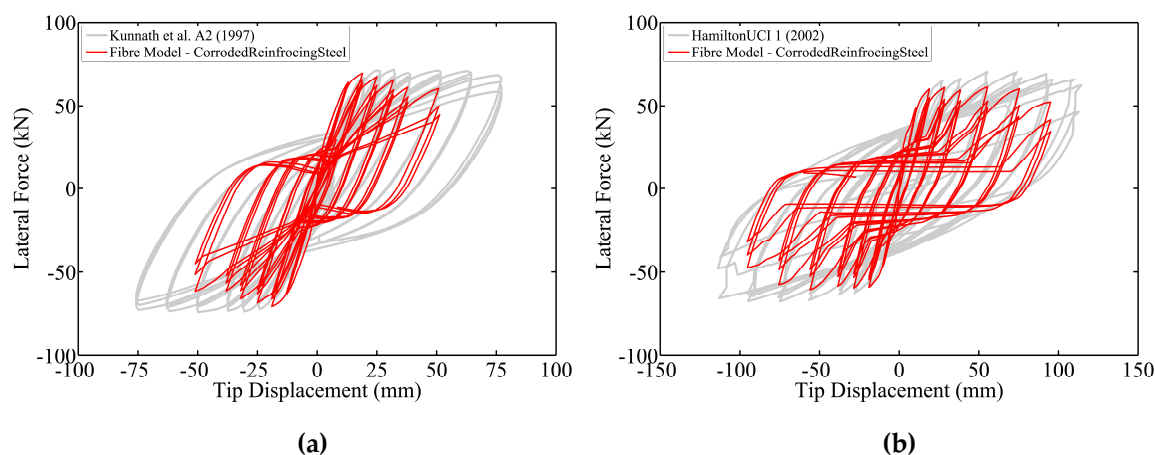 100
Kunnath et al. A2 (1997)
Fibre Model - CorrodedReinfrocingSteel
50
0
-50
-100
Lateral Force (kN)
-100 -75 -50 -25 0 25 50 75 100
Tip Displacement (mm)
(a)
100
HamiltonUCI 1 (2002)
Fibre Model - CorrodedReinfrocingSteel
50
0
-50
-100
Lateral Force (kN)
-150 -100 -50 0 50 100 150
Tip Displacement (mm)
(b)